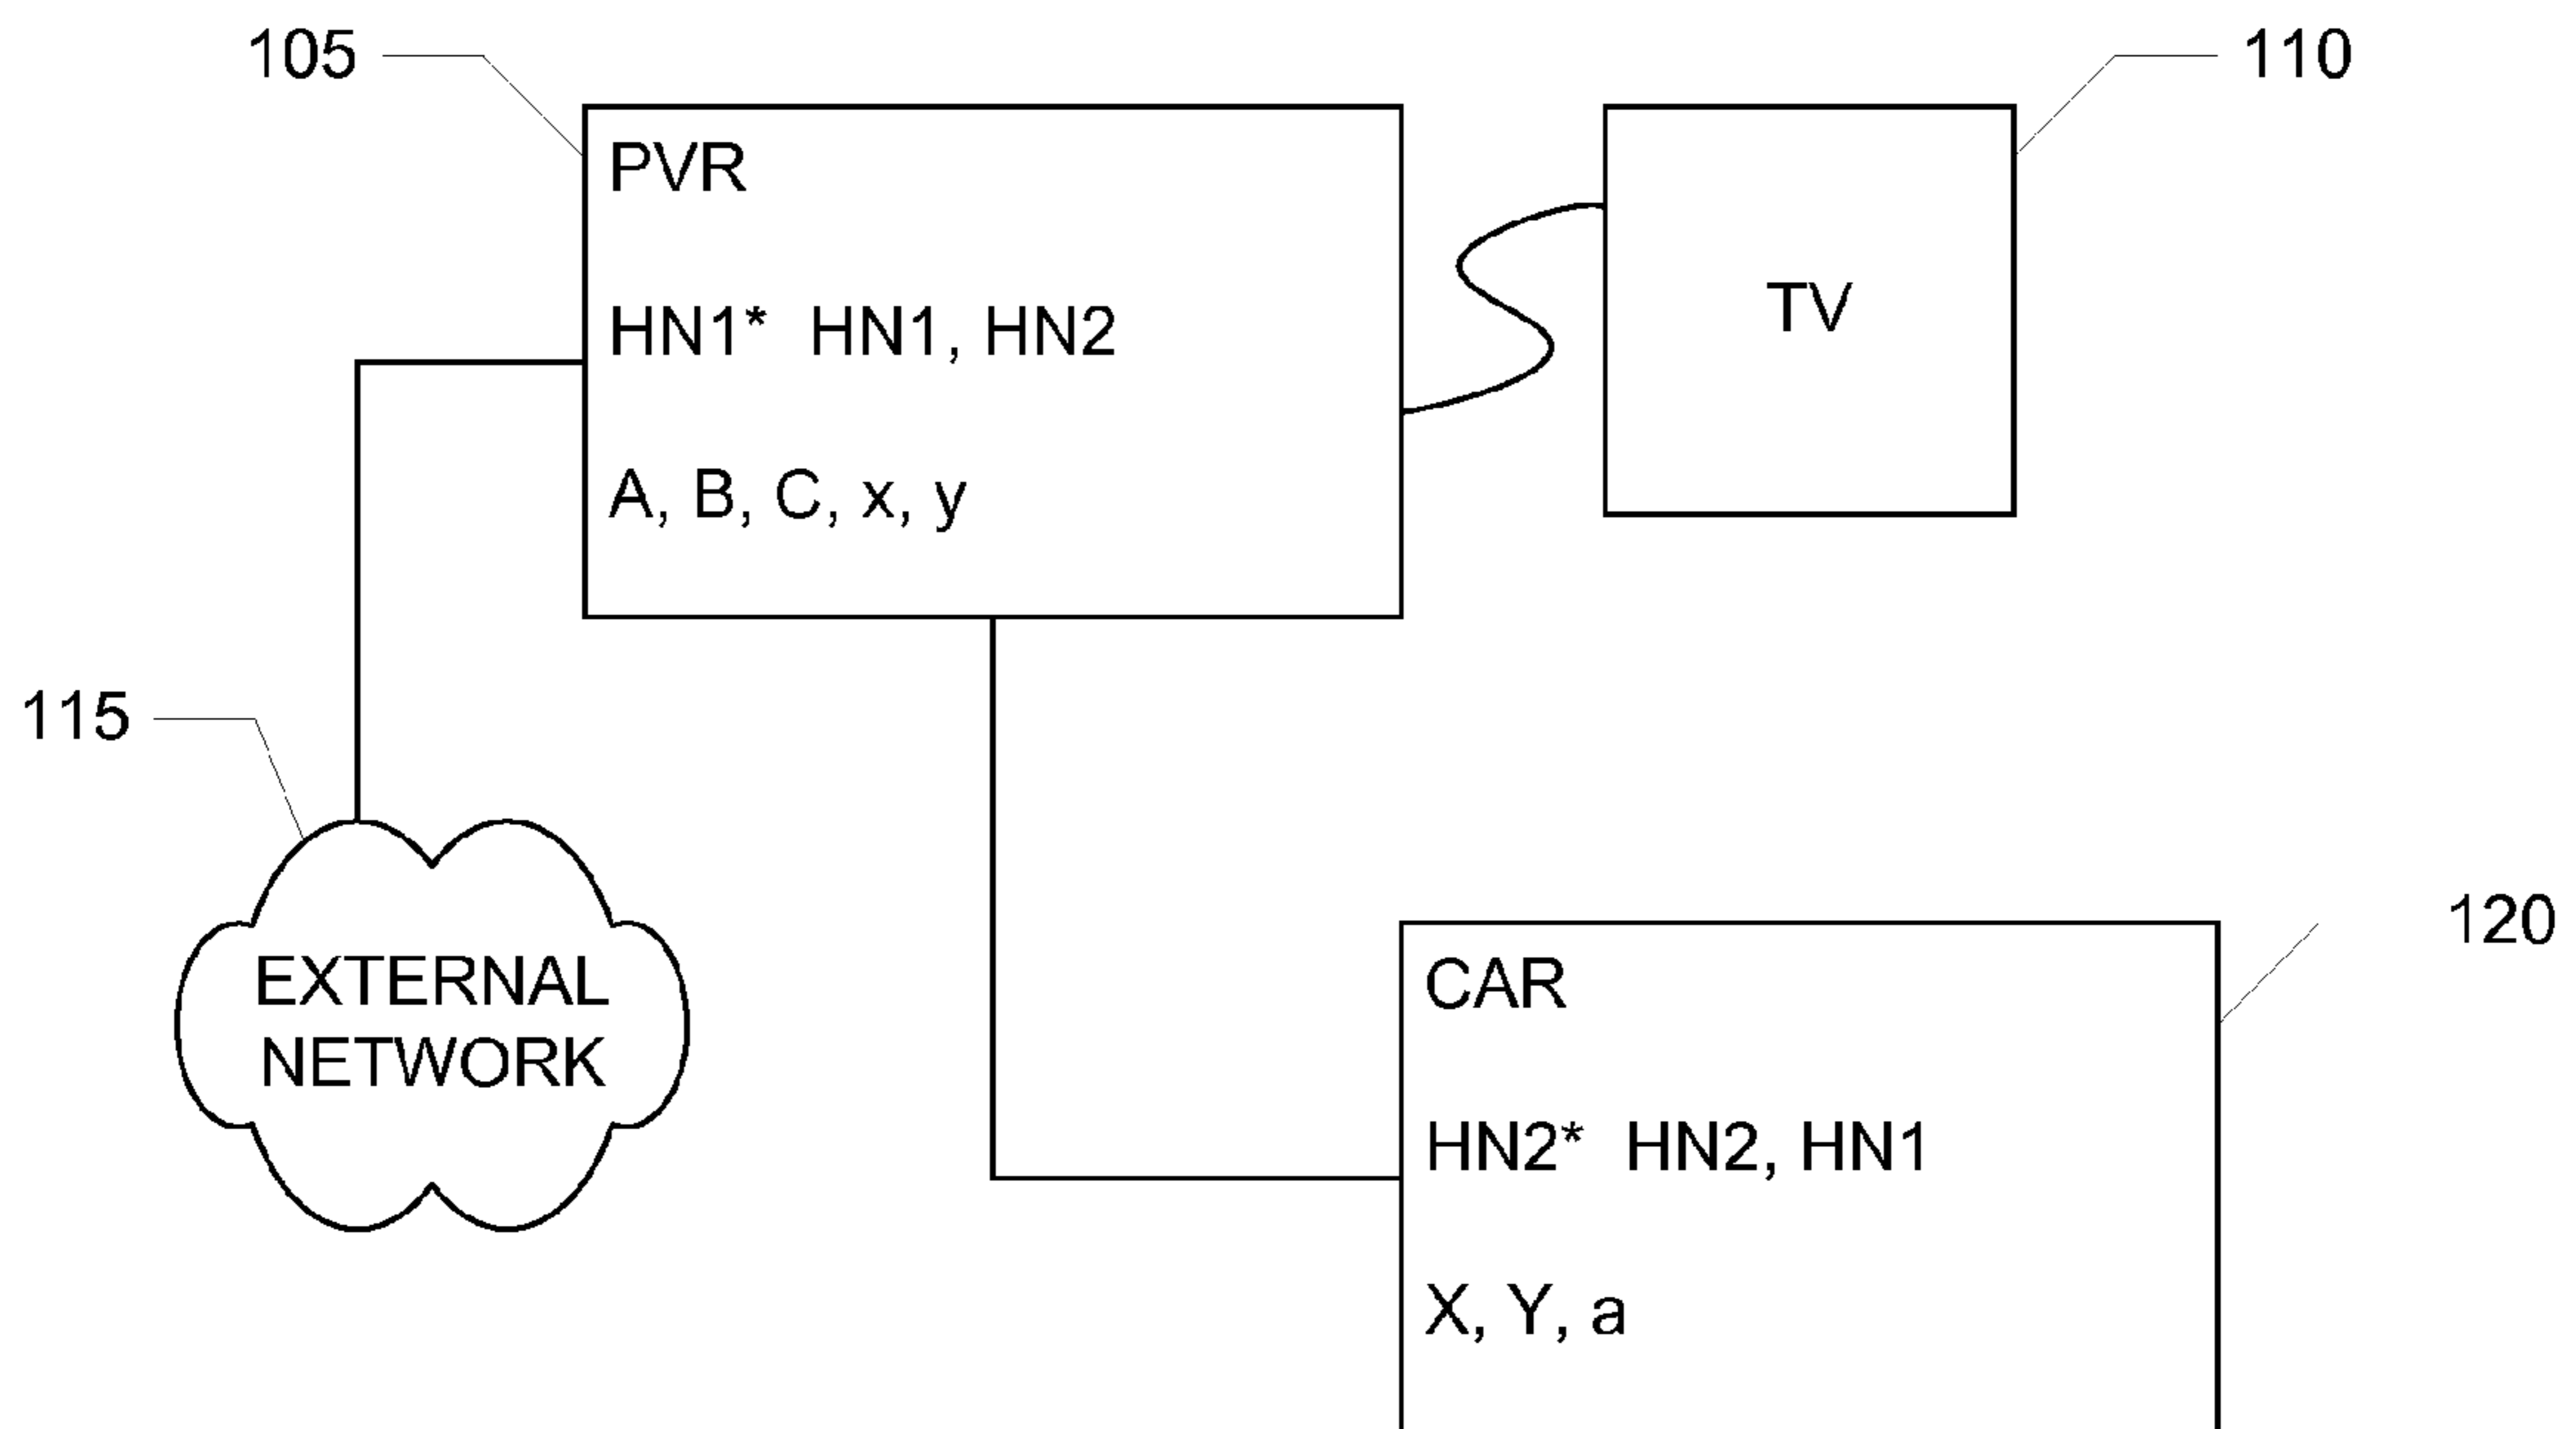 105
110
PVR
HN1* HN1, HN2
TV
A, B, C, x, y
115
120
EXTERNAL
NETWORK
CAR
HN2* HN2, HN1
X, Y, a